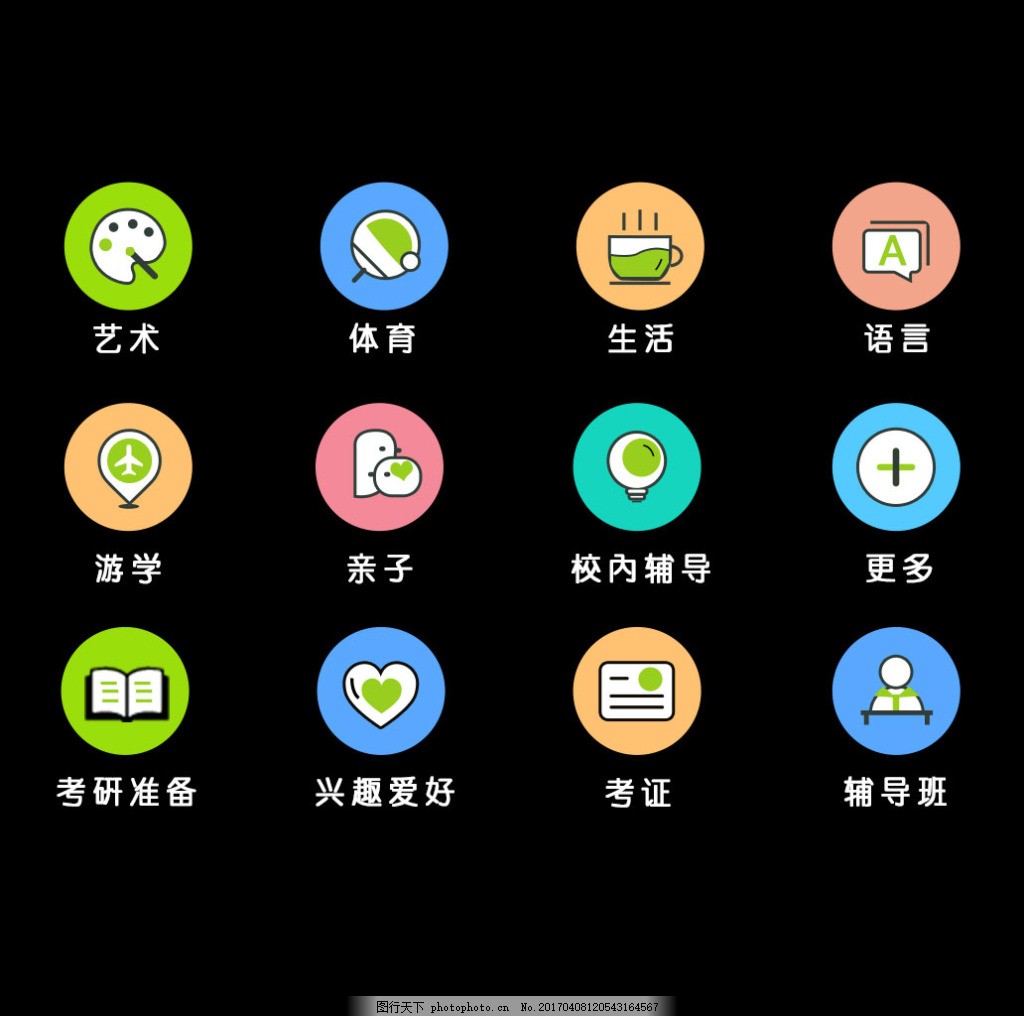 艺术 体育 生活 语言
A
游学 亲子 校内辅导 更多
考研准备 兴趣爱好 考证 辅导班
图行天下 photophoto.cn No.20170408120543164567